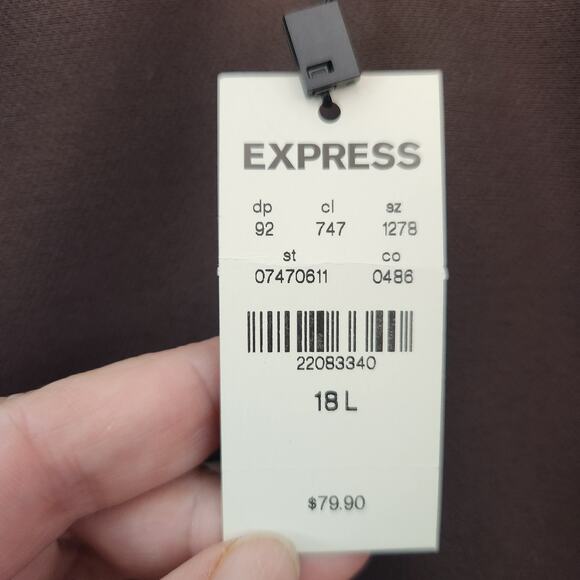 EXPRESS
dp cl sz
92 747 1278
st co
07470611 0486
22083340
18 L
$79.90